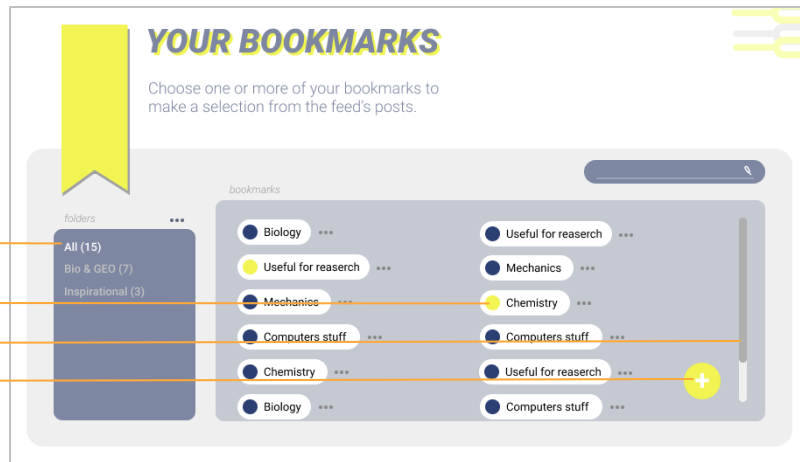 YOUR BOOKMARKS
Choose one or more of your bookmarks to
make a selection from the feed's posts.
bookmarks
folders
All (15)
Bio & GEO (7)
Inspirational (3)
Biology
Useful for reaserch
Mechanics
Computers stuff
Chemistry
Biology
Useful for reaserch
Mechanics
Chemistry
Computers stuff
Useful for reaserch
Computers stuff